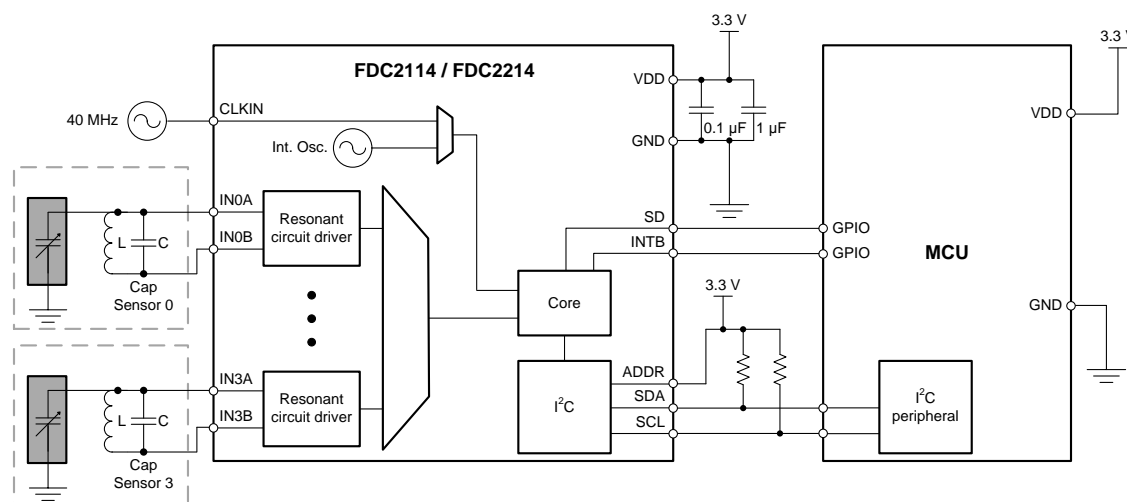 3.3 V
3.3 V
FDC2114 / FDC2214
VDD
CLKIN
40 MHz
0.1 µF
1 µF
VDD
Int. Osc.
GND
IN0A
Resonant
circuit driver
SD
GPIO
L
C
IN0B
INTB
GPIO
MCU
Cap
Sensor 0
Core
3.3 V
GND
IN3A
Resonant
circuit driver
ADDR
I²C
SDA
I²C
peripheral
L
C
IN3B
SCL
Cap
Sensor 3